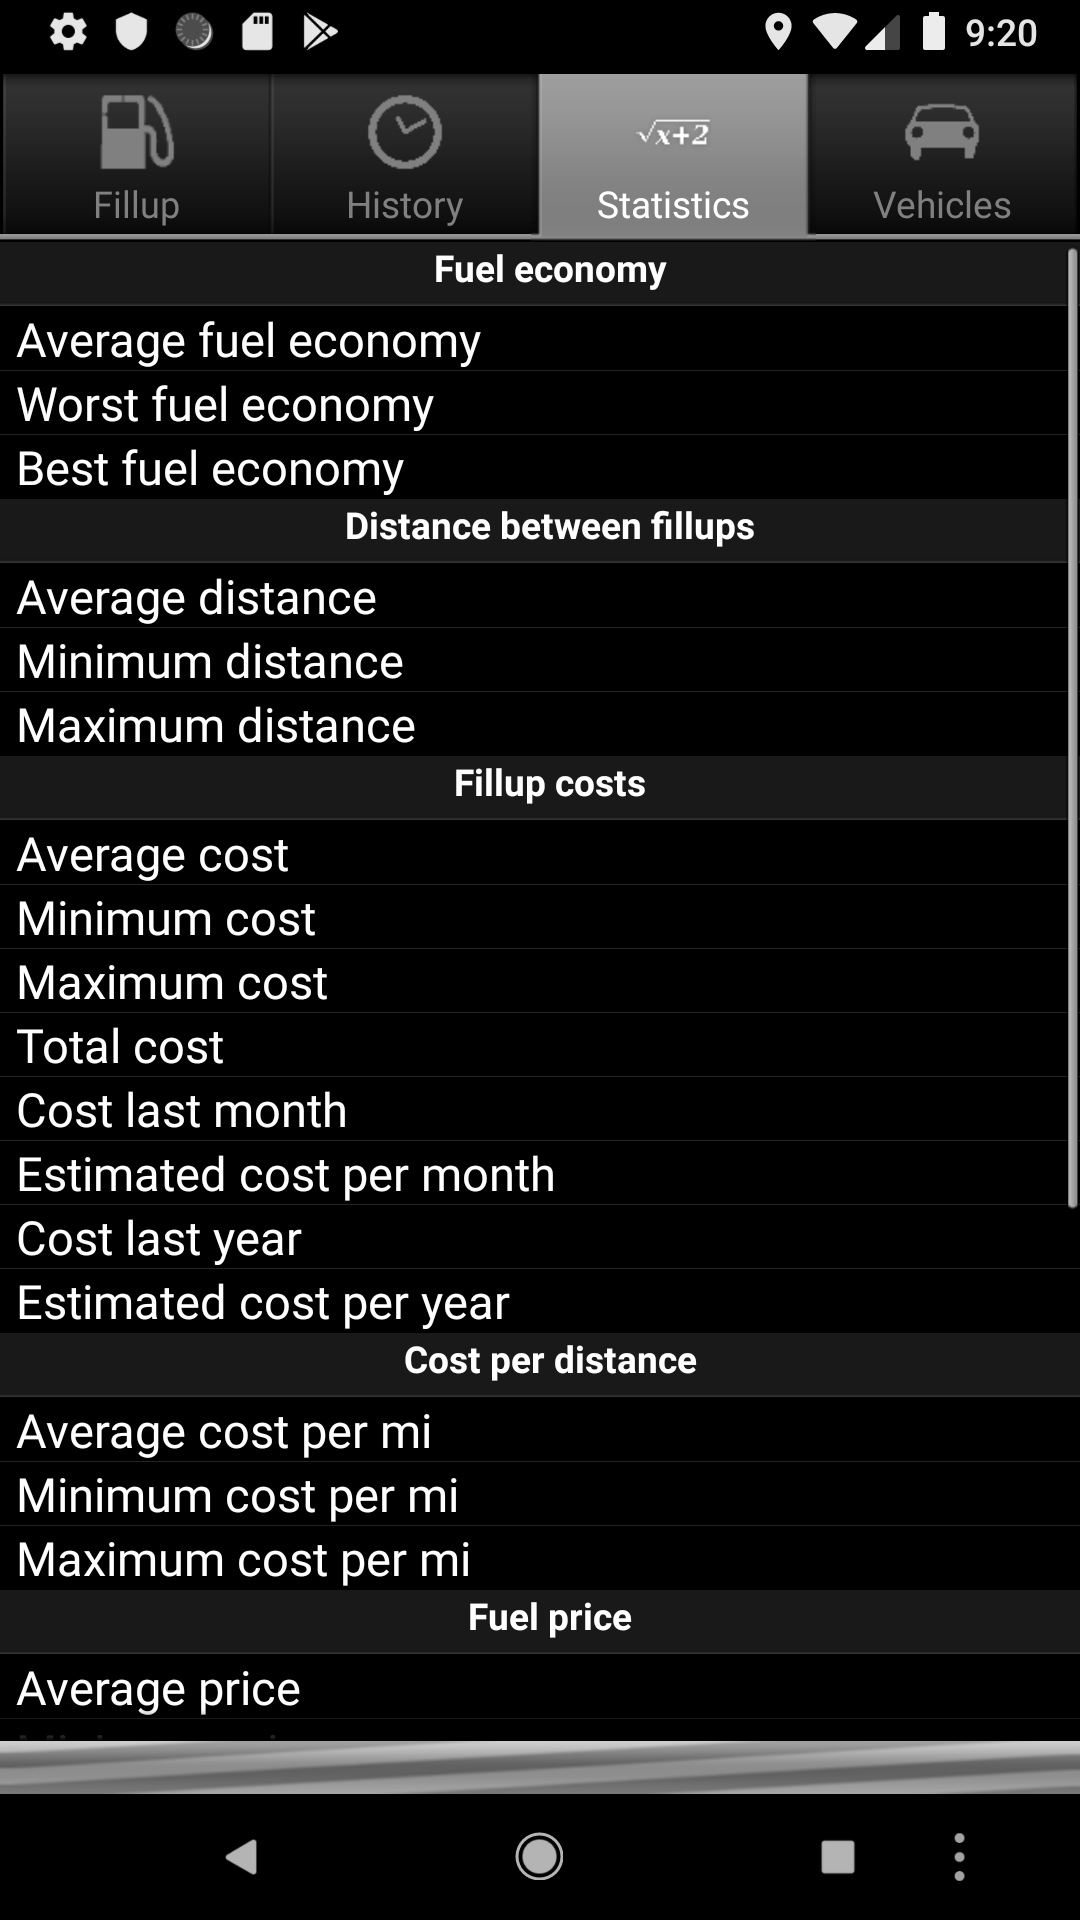 9:20
Fillup
History
√x+2
Statistics
Vehicles
Fuel economy
Average fuel economy
Worst fuel economy
Best fuel economy
Distance between fillups
Average distance
Minimum distance
Maximum distance
Fillup costs
Average cost
Minimum cost
Maximum cost
Total cost
Cost last month
Estimated cost per month
Cost last year
Estimated cost per year
Cost per distance
Average cost per mi
Minimum cost per mi
Maximum cost per mi
Fuel price
Average price